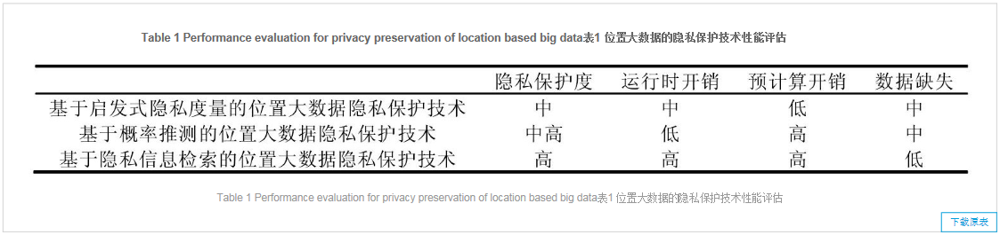 Table 1 Performance evaluation for privacy preservation of location based big data表1 位置大数据的隐私保护技术性能评估
隐私保护度 运行时开销 预计算开销 数据缺失
基于启发式隐私度量的位置大数据隐私保护技术 中 中 低 中
基于概率推测的位置大数据隐私保护技术 中高 低 高 中
基于隐私信息检索的位置大数据隐私保护技术 高 高 高 低
Table 1 Performance evaluation for privacy preservation of location based big data表1 位置大数据的隐私保护技术性能评估
下载原表